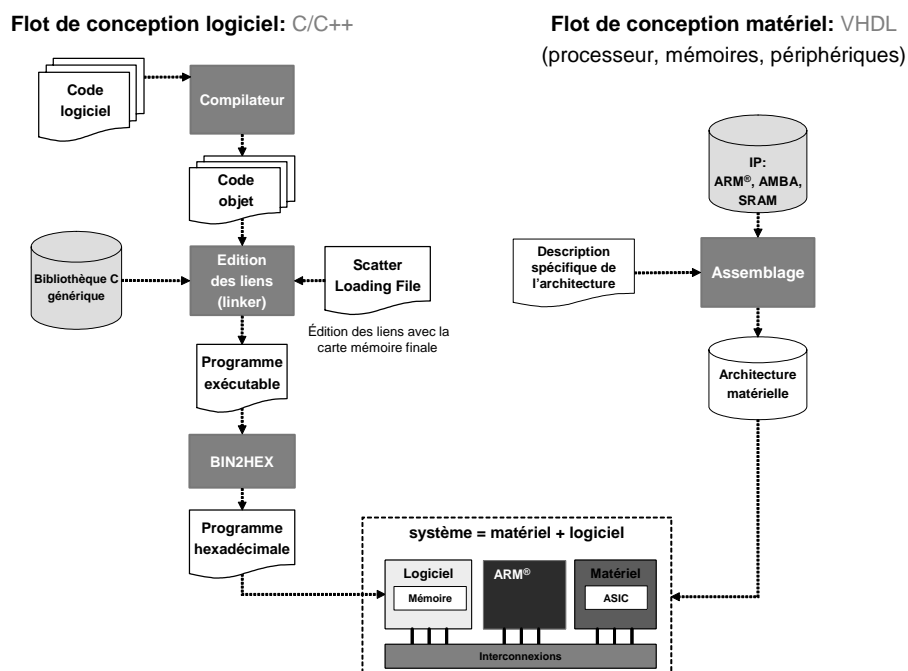 Flot de conception logiciel: C/C++
Code
logiciel
Compilateur
Code
objet
Bibliothèque C
générique
Edition
des liens
(linker)
Scatter
Loading File
Édition des liens avec la
carte mémoire finale
Programme
exécutable
BIN2HEX
Programme
hexadécimale
Flot de conception matériel: VHDL
(processeur, mémoires, périphériques)
IP:
ARM®, AMBA,
SRAM
Description
spécifique de
l'architecture
Assemblage
Architecture
matérielle
système = matériel + logiciel
Logiciel
Mémoire
ARM®
Matériel
ASIC
Interconnexions